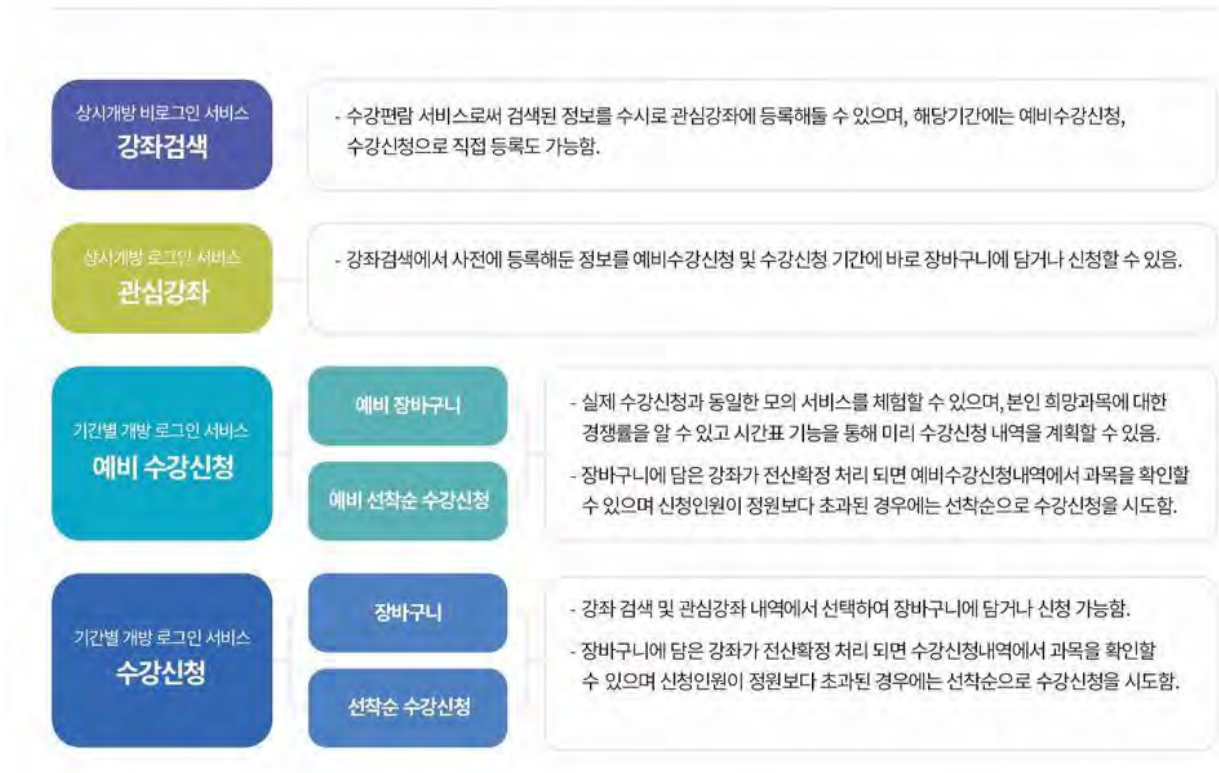 상시개방 비로그인 서비스
강좌검색
- 수강편람 서비스로써 검색된 정보를 수시로 관심강좌에 등록해둘 수 있으며, 해당기간에는 예비수강신청,
수강신청으로 직접 등록도 가능함.
상시개방 로그인 서비스
관심강좌
- 강좌검색에서 사전에 등록해둔 정보를 예비수강신청 및 수강신청 기간에 바로 장바구니에 담거나 신청할 수 있음.
기간별 개방 로그인 서비스
예비 수강신청
예비 장바구니
예비 선착순 수강신청
- 실제 수강신청과 동일한 모의 서비스를 체험할 수 있으며, 본인 희망과목에 대한
경쟁률을 알 수 있고 시간표 기능을 통해 미리 수강신청 내역을 계획할 수 있음.
- 장바구니에 담은 강좌가 전산확정 처리 되면 예비수강신청내역에서 과목을 확인할
수 있으며 신청인원이 정원보다 초과된 경우에는 선착순으로 수강신청을 시도함.
기간별 개방 로그인 서비스
수강신청
장바구니
선착순 수강신청
- 강좌 검색 및 관심강좌 내역에서 선택하여 장바구니에 담거나 신청 가능함.
- 장바구니에 담은 강좌가 전산확정 처리 되면 수강신청내역에서 과목을 확인할
수 있으며 신청인원이 정원보다 초과된 경우에는 선착순으로 수강신청을 시도함.